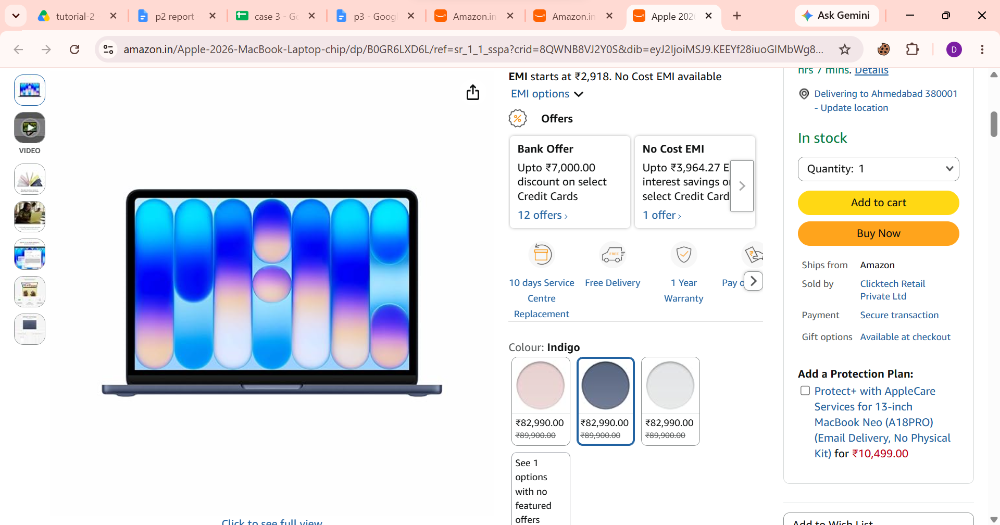 tutorial-2
p2 report
case 3 - Go
p3 - Goog
Amazon.in
Amazon.in
Apple 202
Ask Gemini
amazon.in/Apple-2026-MacBook-Laptop-chip/dp/B0GR6LXD6L/ref=sr_1_1_sspa?crid=8QWNB8VJ2Y0S&dib=eyJ2IjoiMSJ9.KEEYf28iuoGIMbWg8...
D
VIDEO
Click to see full view
EMI starts at ₹2,918. No Cost EMI available
EMI options
Offers
Bank Offer
Upto ₹7,000.00
discount on select
Credit Cards
12 offers ›
No Cost EMI
Upto ₹3,964.27 E
interest savings o
select Credit Card
1 offer ›
10 days Service
Centre
Replacement
FREE
Free Delivery
1 Year
Warranty
Pay o
Colour: Indigo
₹82,990.00
₹89,900.00
₹82,990.00
₹89,900.00
₹82,990.00
₹89,900.00
See 1
options
with no
featured
offers
hrs 7 mins. Details
Delivering to Ahmedabad 380001
- Update location
In stock
Quantity: 1
Add to cart
Buy Now
Ships from Amazon
Sold by Clicktech Retail
Private Ltd
Payment Secure transaction
Gift options Available at checkout
Add a Protection Plan:
Protect+ with AppleCare
Services for 13-inch
MacBook Neo (A18PRO)
(Email Delivery, No Physical
Kit) for ₹10,499.00
Add to Wish List